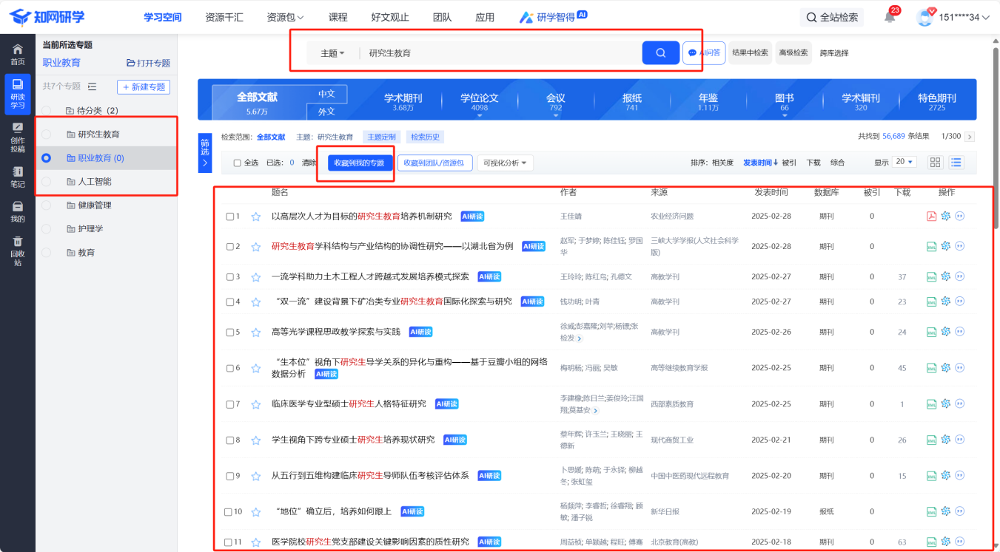 知网研学
学习空间 资源千汇 资源包 课程 好文观止 团队 应用 研学智得AI 全站检索 23 151****34
首页
研读
学习
创作
投稿
笔记
我的
回收
站
当前所选专题
职业教育 打开专题
共7个专题 + 新建专题
待分类 (2)
研究生教育
职业教育 (0)
人工智能
健康管理
护理学
教育
主题 研究生教育 AI问答 结果中检索 高级检索 跨库选择
全部文献 5.67万 中文 外文
学术期刊 3.68万
学位论文 4098
会议 792
报纸 741
年鉴 1.11万
图书 66
学术辑刊 320
特色期刊 2725
筛选
检索范围: 全部文献 主题: 研究生教育 主题定制 检索历史 共找到 56,689 条结果 1/300
全选 已选: 0 清除 收藏到我的专题 收藏到团队/资源包 可视化分析 排序: 相关度 发表时间↓ 被引 下载 综合 显示 20
题名 作者 来源 发表时间 数据库 被引 下载 操作
1 以高层次人才为目标的研究生教育培养机制研究 AI研读 王佳婧 农业经济问题 2025-02-28 期刊 0
2 研究生教育学科结构与产业结构的协调性研究——以湖北省为例 AI研读 赵军; 于梦婷; 陈佳钰; 罗国华 三峡大学学报(人文社会科学版) 2025-02-28 期刊 0
3 一流学科助力土木工程人才跨越式发展培养模式探索 AI研读 王玲玲; 陈红鸟; 孔德文 高教学刊 2025-02-27 期刊 0 37
4 “双一流”建设背景下矿冶类专业研究生教育国际化探索与研究 AI研读 钱功明; 叶青 高教学刊 2025-02-27 期刊 0 23
5 高等光学课程思政教学探索与实践 AI研读 徐威;彭嘉隆;刘苹;杨镖;张检发 高教学刊 2025-02-26 期刊 0 24
6 “生本位”视角下研究生导学关系的异化与重构——基于豆瓣小组的网络
数据分析 AI研读 梅明杨; 冯丽; 吴敏 高等继续教育学报 2025-02-25 期刊 0 45
7 临床医学专业型硕士研究生人格特征研究 AI研读 李建橡;陈日兰;姜俊玲;汪国翔;莫基安 西部素质教育 2025-02-25 期刊 0 1
8 学生视角下跨专业硕士研究生培养现状研究 AI研读 蔡年辉; 许玉兰; 王晓丽; 王德新 现代商贸工业 2025-02-21 期刊 0 26
9 从五行到五维构建临床研究生导师队伍考核评估体系 AI研读 卜思媛; 陈萌; 于永铎; 柳越冬; 张虹玺 中国中医药现代远程教育 2025-02-20 期刊 0 15
10 “地位”确立后，培养如何跟上 AI研读 杨频萍; 李睿哲; 徐睿翔; 顾敏; 潘子锐 新华日报 2025-02-19 报纸 0
11 医学院校研究生党支部建设关键影响因素的质性研究 AI研读 周益桢; 单颖越; 程旺; 傅骞 北京教育(高教) 2025-02-18 期刊 0 63